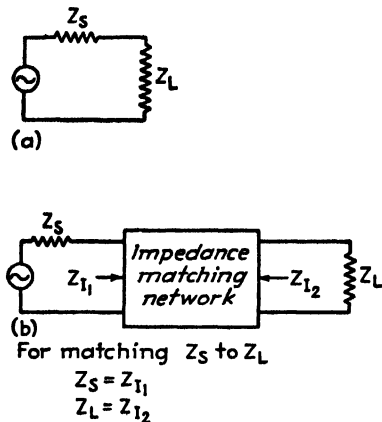 Z_S
Z_L
(a)
Z_S
Impedance
matching
network
Z_I1
Z_I2
Z_L
(b)
For matching Z_S to Z_L
Z_S = Z_I1
Z_L = Z_I2